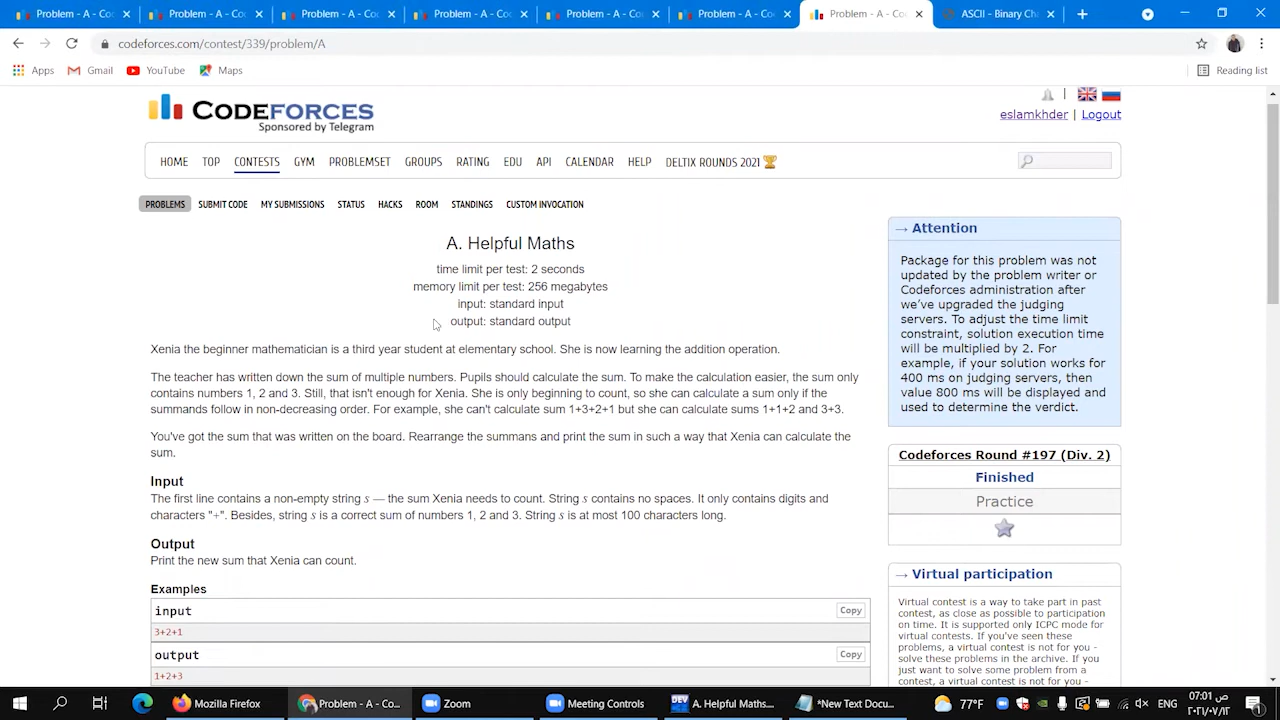 Problem - A - Co
Problem - A - Co
Problem - A - Co
Problem - A - Co
Problem - A - Co
Problem - A - Co
Problem - A - Co
ASCII - Binary Cha
codeforces.com/contest/339/problem/A
Apps
Gmail
YouTube
Maps
Reading list
CODEFORCES
Sponsored by Telegram
eslamkhder | Logout
HOME TOP CONTESTS GYM PROBLEMSET GROUPS RATING EDU API CALENDAR HELP DELTIX ROUNDS 2021
PROBLEMS SUBMIT CODE MY SUBMISSIONS STATUS HACKS ROOM STANDINGS CUSTOM INVOCATION
A. Helpful Maths
time limit per test: 2 seconds
memory limit per test: 256 megabytes
input: standard input
output: standard output
Xenia the beginner mathematician is a third year student at elementary school. She is now learning the addition operation.
The teacher has written down the sum of multiple numbers. Pupils should calculate the sum. To make the calculation easier, the sum only
contains numbers 1, 2 and 3. Still, that isn't enough for Xenia. She is only beginning to count, so she can calculate a sum only if the
summands follow in non-decreasing order. For example, she can't calculate sum 1+3+2+1 but she can calculate sums 1+1+2 and 3+3.
You've got the sum that was written on the board. Rearrange the summans and print the sum in such a way that Xenia can calculate the
sum.
Input
The first line contains a non-empty string s — the sum Xenia needs to count. String s contains no spaces. It only contains digits and
characters "+". Besides, string s is a correct sum of numbers 1, 2 and 3. String s is at most 100 characters long.
Output
Print the new sum that Xenia can count.
Examples
input
Copy
3+2+1
output
Copy
1+2+3
→ Attention
Package for this problem was not
updated by the problem writer or
Codeforces administration after
we've upgraded the judging
servers. To adjust the time limit
constraint, solution execution time
will be multiplied by 2. For
example, if your solution works for
400 ms on judging servers, then
value 800 ms will be displayed and
used to determine the verdict.
Codeforces Round #197 (Div. 2)
Finished
Practice
→ Virtual participation
Virtual contest is a way to take part in past
contest, as close as possible to participation
on time. It is supported only ICPC mode for
virtual contests. If you've seen these
problems, a virtual contest is not for you -
solve these problems in the archive. If you
just want to solve some problem from a
contest, a virtual contest is not for you -
Mozilla Firefox
Problem - A - Co...
Zoom
Meeting Controls
DEV
A. Helpful Maths...
*New Text Docu...
77°F
ENG
07:01 ص
٢٠٢١/٠٧/١٢
1